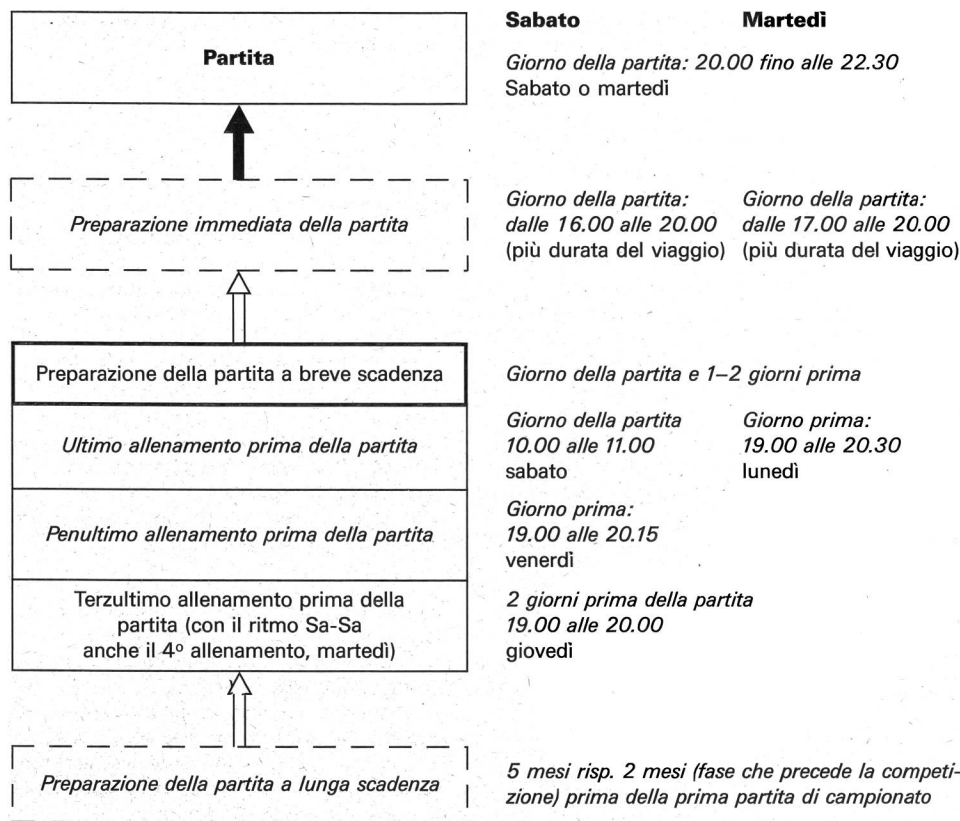 Sabato Martedì
Partita
Giorno della partita: 20.00 fino alle 22.30
Sabato o martedì
Preparazione immediata della partita
Giorno della partita: Giorno della partita:
dalle 16.00 alle 20.00 dalle 17.00 alle 20.00
(più durata del viaggio) (più durata del viaggio)
Preparazione della partita a breve scadenza
Giorno della partita e 1–2 giorni prima
Ultimo allenamento prima della partita
Giorno della partita Giorno prima:
10.00 alle 11.00 19.00 alle 20.30
sabato lunedì
Penultimo allenamento prima della partita
Giorno prima:
19.00 alle 20.15
venerdì
Terzultimo allenamento prima della
partita (con il ritmo Sa-Sa
anche il 4º allenamento, martedì)
2 giorni prima della partita
19.00 alle 20.00
giovedì
Preparazione della partita a lunga scadenza
5 mesi risp. 2 mesi (fase che precede la competi-
zione) prima della prima partita di campionato